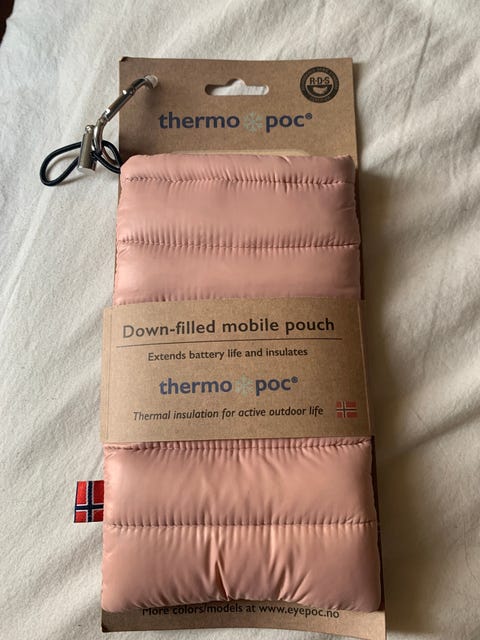 R·D·S
thermo poc®
Down-filled mobile pouch
Extends battery life and insulates
thermo poc®
Thermal insulation for active outdoor life
More colors/models at www.eyepoc.no